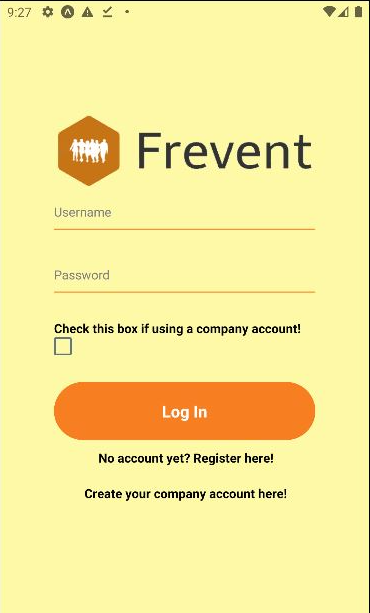 9:27
Frevent
Username
Password
Check this box if using a company account!
Log In
No account yet? Register here!
Create your company account here!